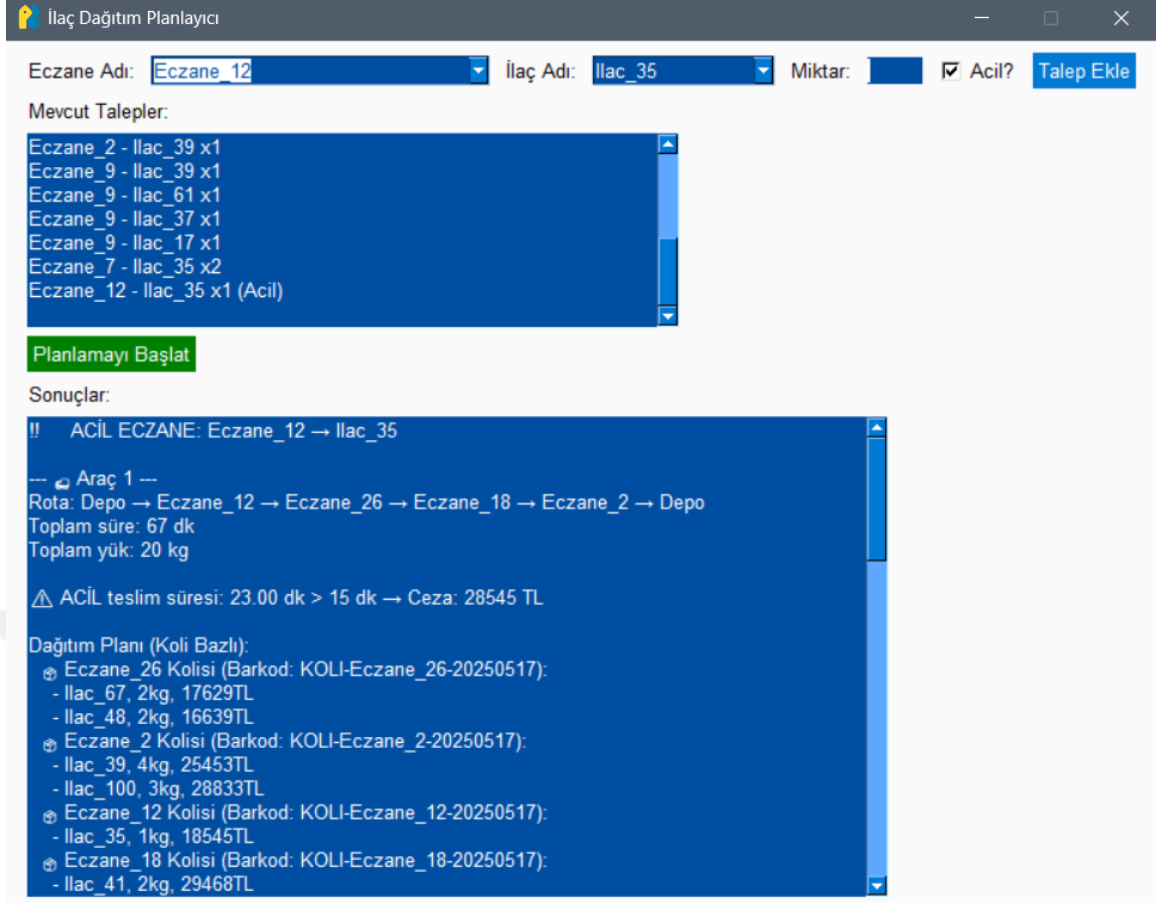 İlaç Dağıtım Planlayıcı
Eczane Adı: Eczane_12 İlaç Adı: Ilac_35 Miktar: Acil? Talep Ekle
Mevcut Talepler:
Eczane_2 - Ilac_39 x1
Eczane_9 - Ilac_39 x1
Eczane_9 - Ilac_61 x1
Eczane_9 - Ilac_37 x1
Eczane_9 - Ilac_17 x1
Eczane_7 - Ilac_35 x2
Eczane_12 - Ilac_35 x1 (Acil)
Planlamayı Başlat
Sonuçlar:
‼ ACİL ECZANE: Eczane_12 → Ilac_35
--- Araç 1 ---
Rota: Depo → Eczane_12 → Eczane_26 → Eczane_18 → Eczane_2 → Depo
Toplam süre: 67 dk
Toplam yük: 20 kg
⚠ ACİL teslim süresi: 23.00 dk > 15 dk → Ceza: 28545 TL
Dağıtım Planı (Koli Bazlı):
Eczane_26 Kolisi (Barkod: KOLI-Eczane_26-20250517):
- Ilac_67, 2kg, 17629TL
- Ilac_48, 2kg, 16639TL
Eczane_2 Kolisi (Barkod: KOLI-Eczane_2-20250517):
- Ilac_39, 4kg, 25453TL
- Ilac_100, 3kg, 28833TL
Eczane_12 Kolisi (Barkod: KOLI-Eczane_12-20250517):
- Ilac_35, 1kg, 18545TL
Eczane_18 Kolisi (Barkod: KOLI-Eczane_18-20250517):
- Ilac_41, 2kg, 29468TL